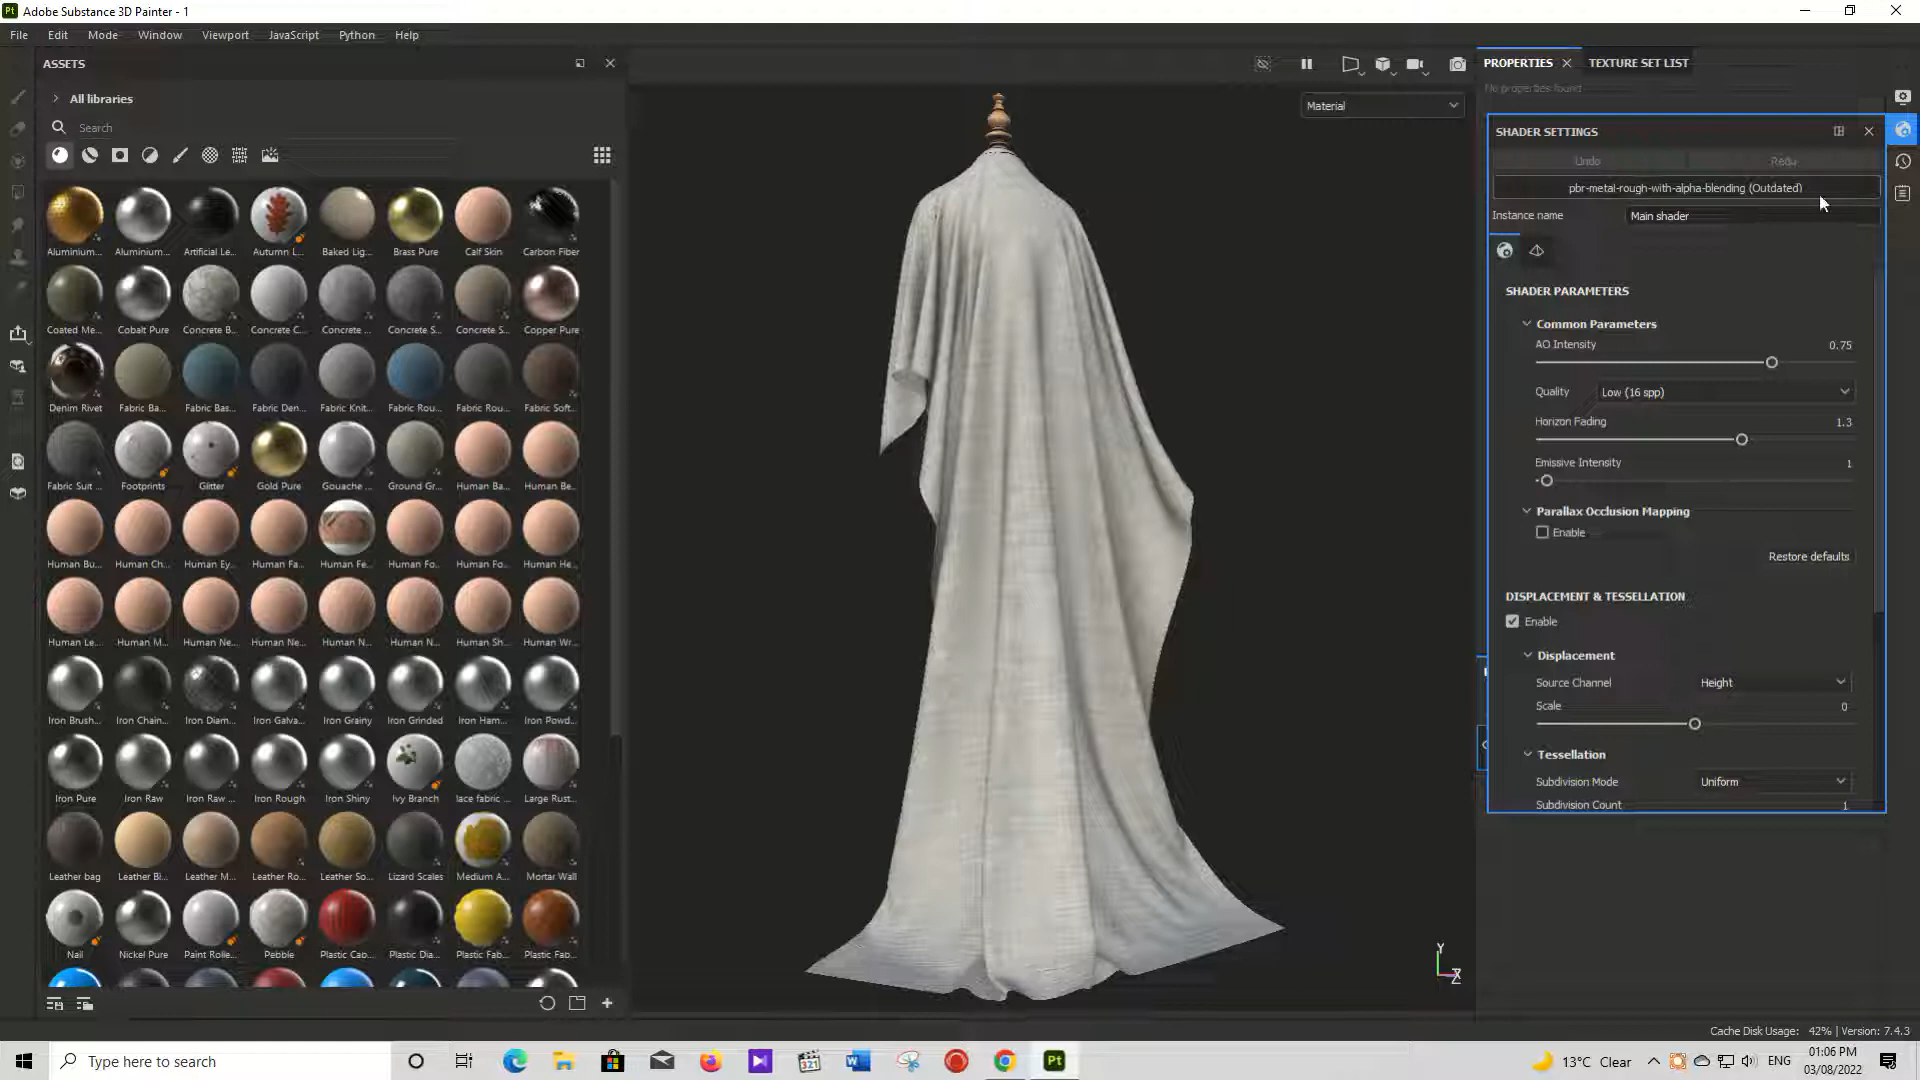 Pt Adobe Substance 3D Painter - 1
File Edit Mode Window Viewport JavaScript Python Help
ASSETS
All libraries
Search
Aluminium... Aluminium... Artificial Le... Autumn L... Baked Lig... Brass Pure Calf Skin Carbon Fiber
Coated Me... Cobalt Pure Concrete B... Concrete C... Concrete ... Concrete S... Concrete S... Copper Pure
Denim Rivet Fabric Ba... Fabric Bas... Fabric Den... Fabric Knit... Fabric Rou... Fabric Rou... Fabric Soft...
Fabric Suit ... Footprints Glitter Gold Pure Gouache ... Ground Gr... Human Ba... Human Be...
Human Bu... Human Ch... Human Ey... Human Fa... Human Fe... Human Fo... Human Fo... Human He...
Human Le... Human M... Human Ne... Human Ne... Human N... Human N... Human Sh... Human Wr...
Iron Brush... Iron Chain... Iron Diam... Iron Galva... Iron Grainy Iron Grinded Iron Ham... Iron Powd...
Iron Pure Iron Raw Iron Raw ... Iron Rough Iron Shiny Ivy Branch lace fabric ... Large Rust...
Leather bag Leather Bi... Leather M... Leather Ro... Leather So... Lizard Scales Medium A... Mortar Wall
Nail Nickel Pure Paint Rolle... Pebble Plastic Cab... Plastic Dia... Plastic Fab... Plastic Fab...
Material
Y
Z
PROPERTIES TEXTURE SET LIST
No properties found
SHADER SETTINGS
Undo Redo
pbr-metal-rough-with-alpha-blending (Outdated)
Instance name Main shader
SHADER PARAMETERS
Common Parameters
AO Intensity 0.75
Quality Low (16 spp)
Horizon Fading 1.3
Emissive Intensity 1
Parallax Occlusion Mapping
Enable
Restore defaults
DISPLACEMENT & TESSELLATION
Enable
Displacement
Source Channel Height
Scale 0
Tessellation
Subdivision Mode Uniform
Subdivision Count 1
Cache Disk Usage: 42% | Version: 7.4.3
Type here to search
321
W
Pt
13°C Clear
ENG
01:06 PM
03/08/2022